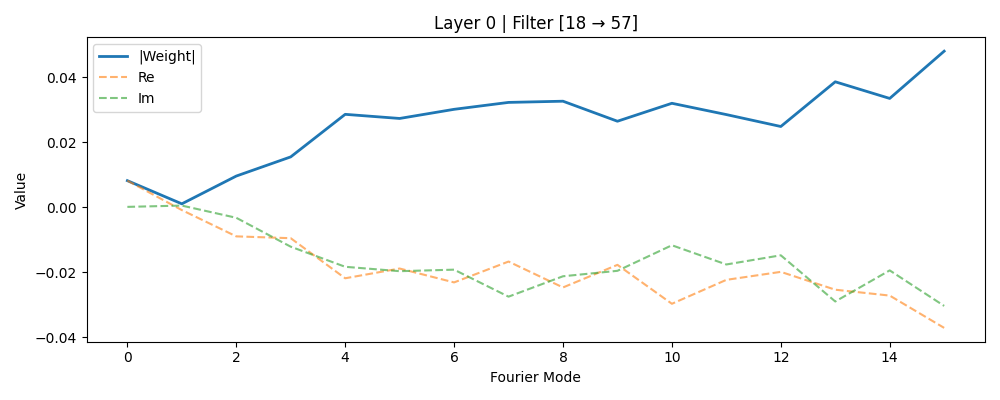 Layer 0 | Filter [18 → 57]
|Weight|
Re
Im
0.04
0.02
0.00
−0.02
−0.04
Value
0 2 4 6 8 10 12 14
Fourier Mode